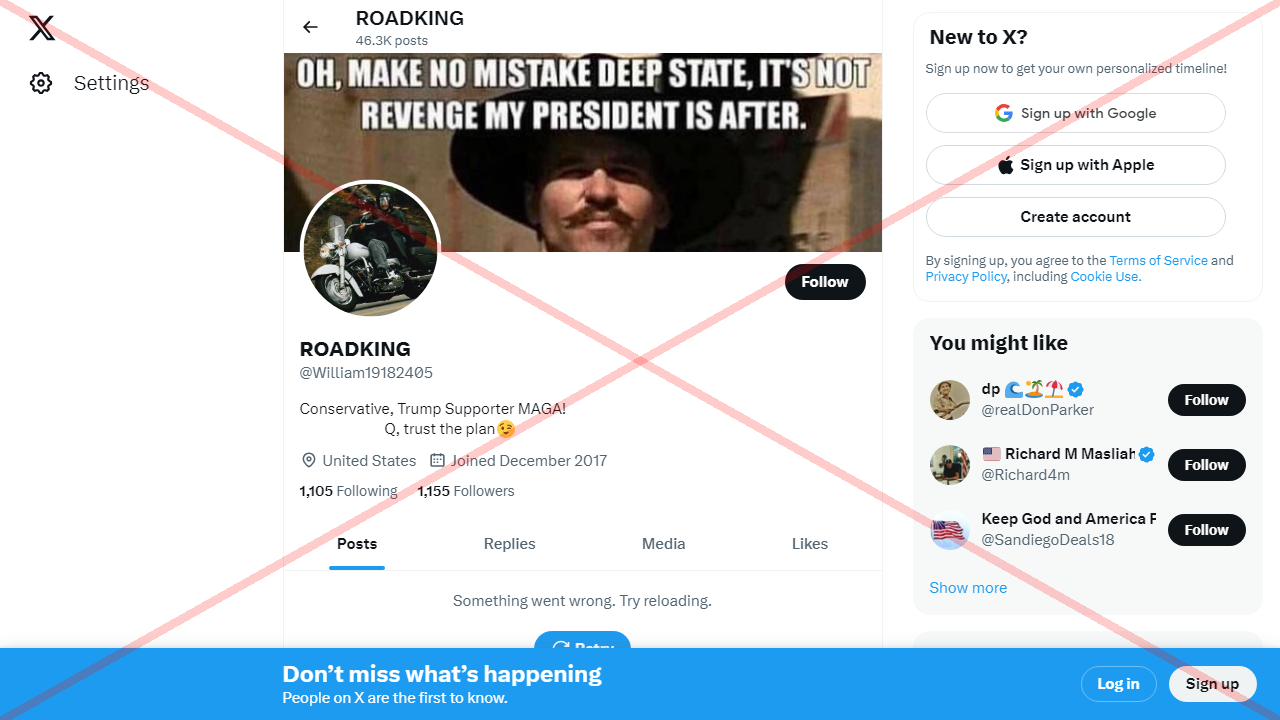 Settings
ROADKING
46.3K posts
OH, MAKE NO MISTAKE DEEP STATE, IT'S NOT
REVENGE MY PRESIDENT IS AFTER.
Follow
ROADKING
@William19182405
Conservative, Trump Supporter MAGA!
Q, trust the plan😉
United States Joined December 2017
1,105 Following 1,155 Followers
Posts Replies Media Likes
Something went wrong. Try reloading.
Retry
New to X?
Sign up now to get your own personalized timeline!
Sign up with Google
Sign up with Apple
Create account
By signing up, you agree to the Terms of Service and
Privacy Policy, including Cookie Use.
You might like
dp 🌊🏝️⛱️
@realDonParker
Follow
🇺🇸 Richard M Masliah
@Richard4m
Follow
Keep God and America F
@SandiegoDeals18
Follow
Show more
Don’t miss what’s happening
People on X are the first to know.
Log in
Sign up